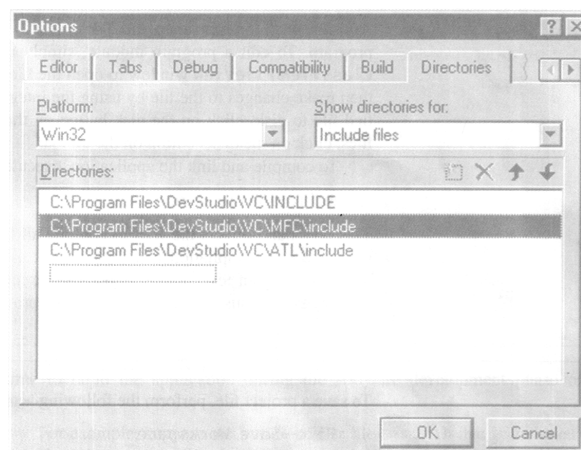 Options
Editor Tabs Debug Compatibility Build Directories
Platform: Show directories for:
Win32 Include files
Directories:
C:\Program Files\DevStudio\VC\INCLUDE
C:\Program Files\DevStudio\VC\MFC\include
C:\Program Files\DevStudio\VC\ATL\include
OK Cancel